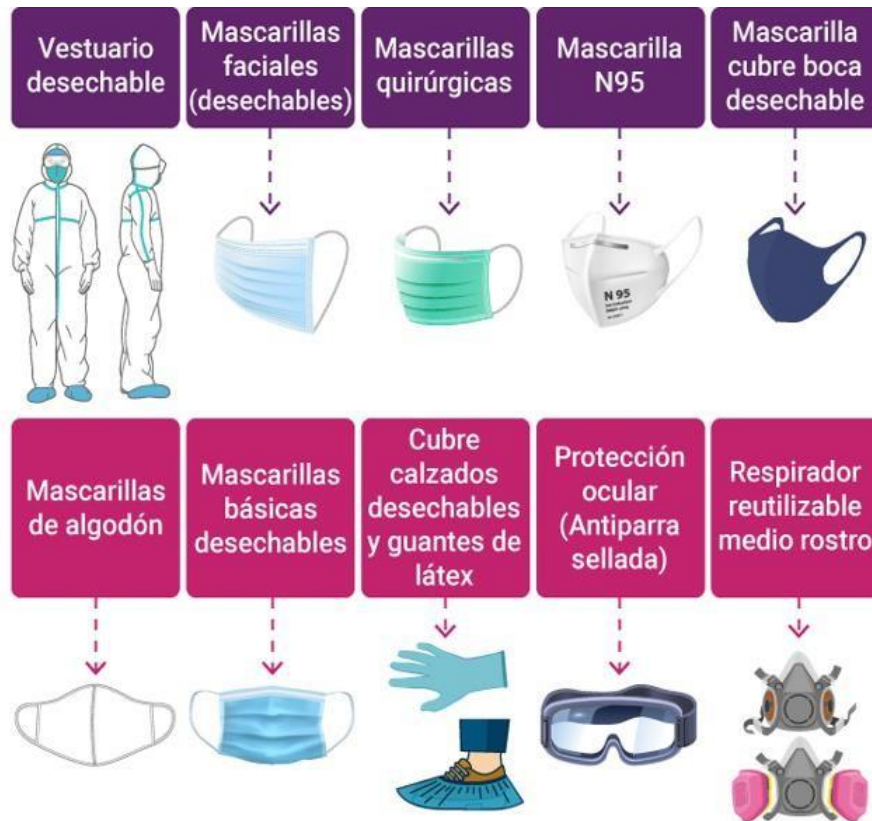 Vestuario
desechable
Mascarillas
faciales
(desechables)
Mascarillas
quirúrgicas
Mascarilla
N95
Mascarilla
cubre boca
desechable
N 95
Mascarillas
de algodón
Mascarillas
básicas
desechables
Cubre
calzados
desechables
y guantes de
látex
Protección
ocular
(Antiparra
sellada)
Respirador
reutilizable
medio rostro